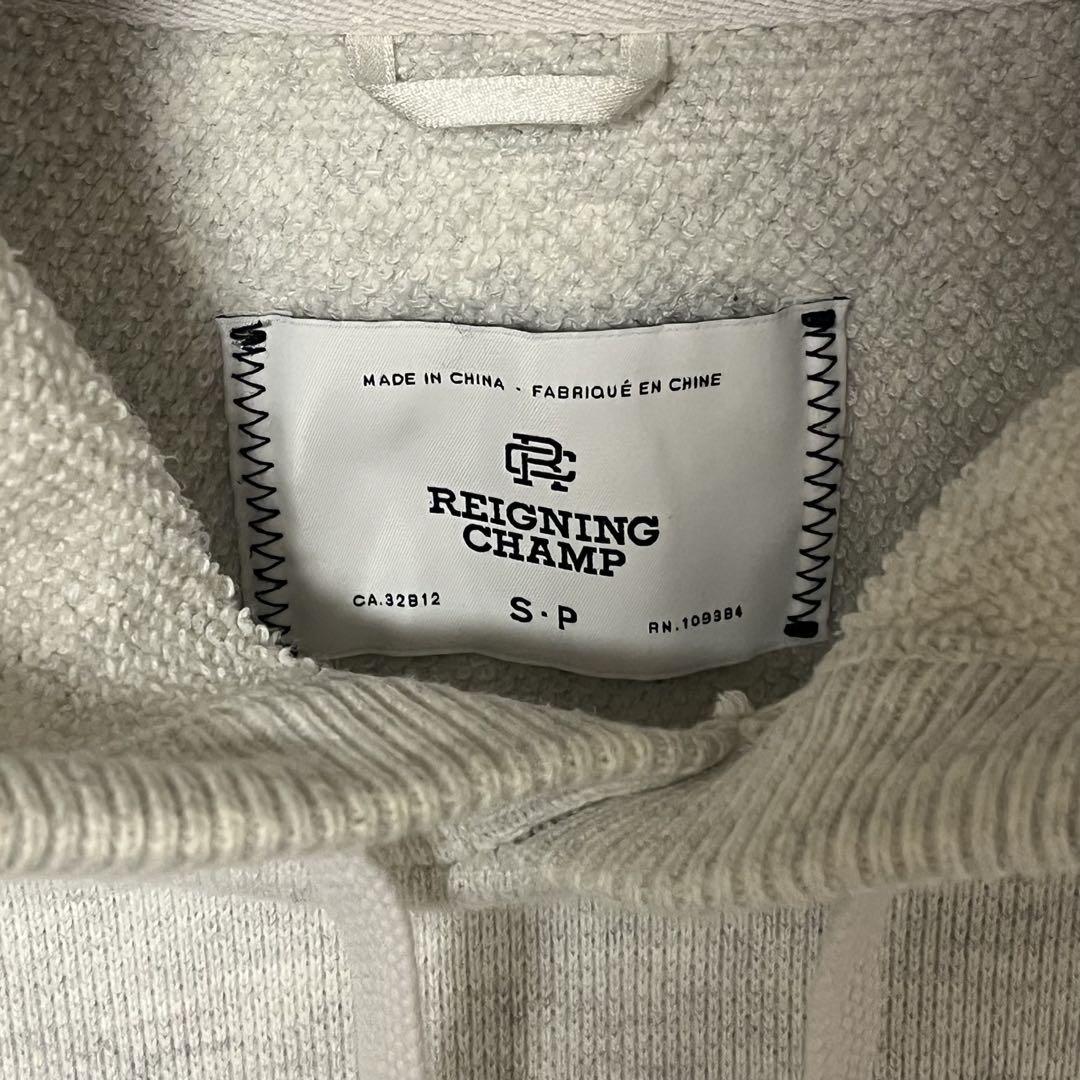 MADE IN CHINA · FABRIQUÉ EN CHINE
RC
REIGNING
CHAMP
CA.32812
S·P
RN.109384